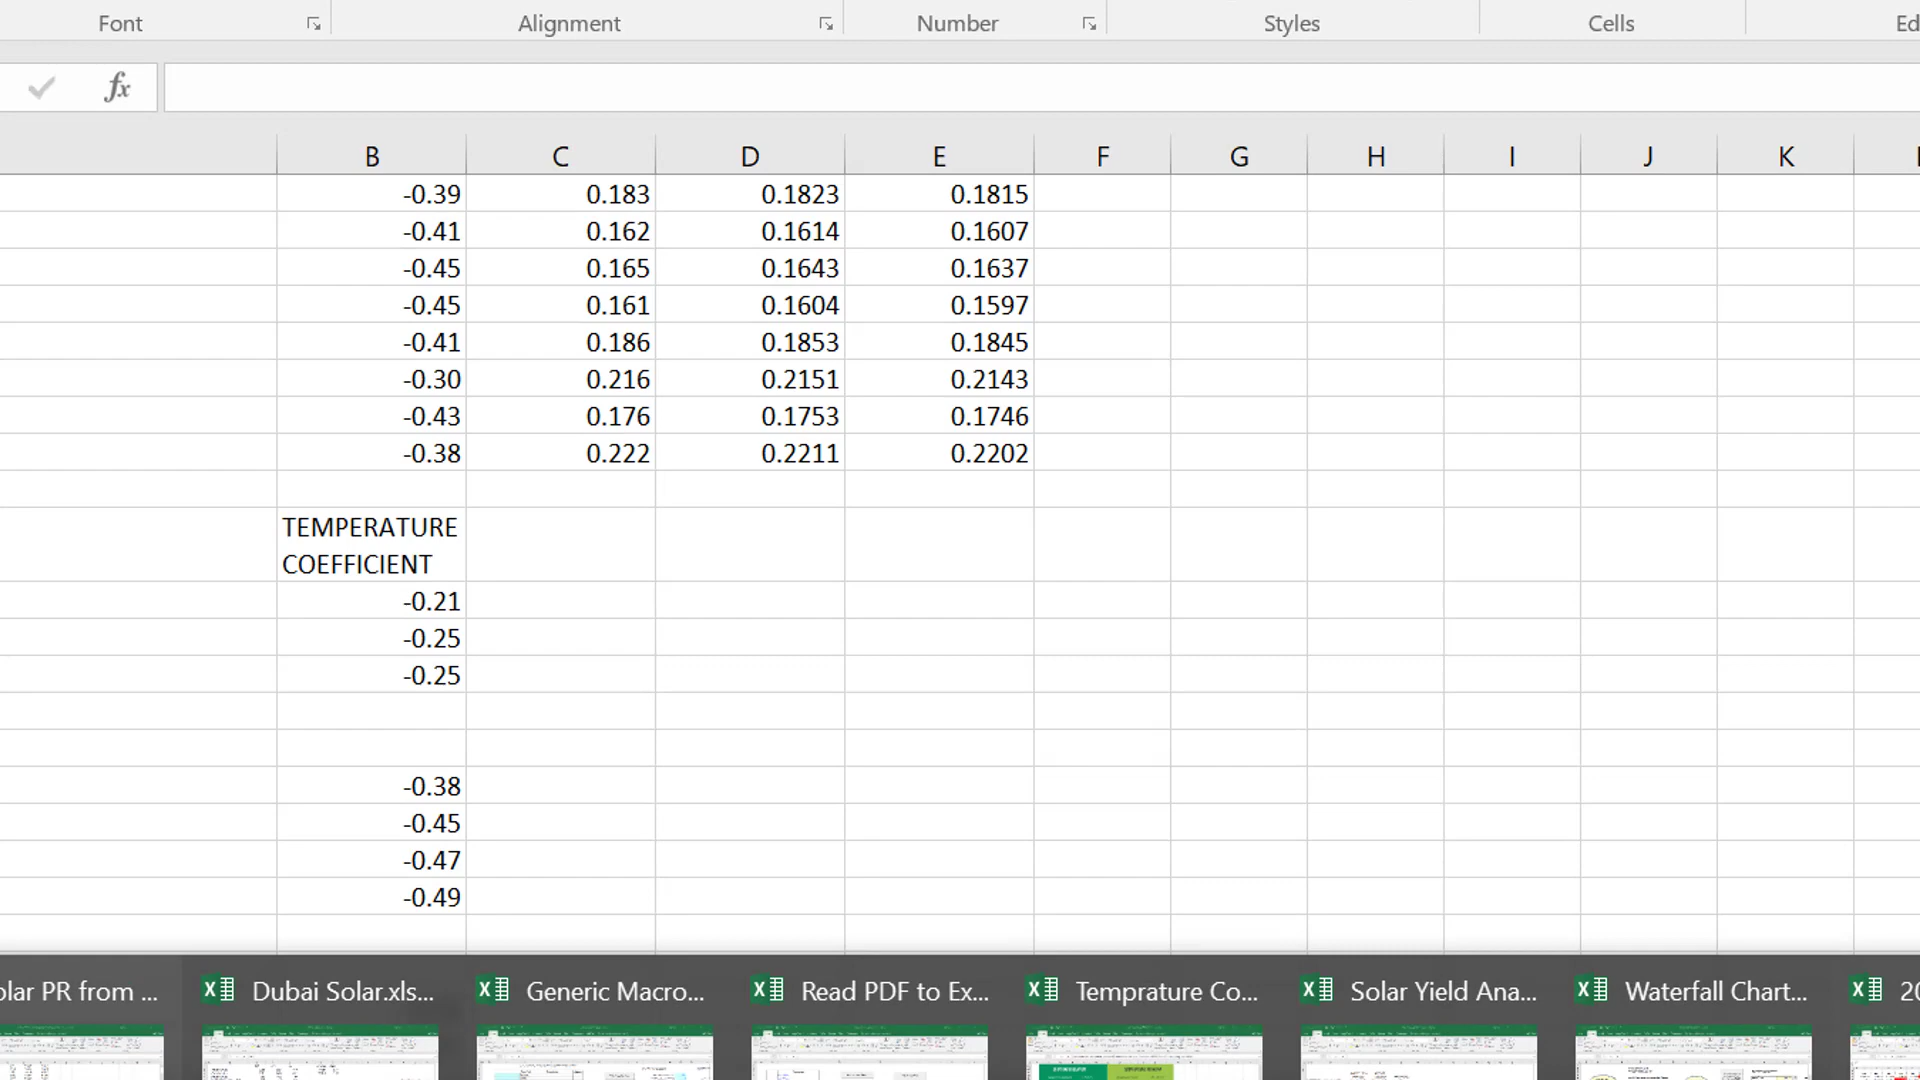 Font Alignment Number Styles Cells Ed
fx
B C D E F G H I J K
-0.39 0.183 0.1823 0.1815
-0.41 0.162 0.1614 0.1607
-0.45 0.165 0.1643 0.1637
-0.45 0.161 0.1604 0.1597
-0.41 0.186 0.1853 0.1845
-0.30 0.216 0.2151 0.2143
-0.43 0.176 0.1753 0.1746
-0.38 0.222 0.2211 0.2202
TEMPERATURE
COEFFICIENT
-0.21
-0.25
-0.25
-0.38
-0.45
-0.47
-0.49
olar PR from ... Dubai Solar.xls... Generic Macro... Read PDF to Ex... Temprature Co... Solar Yield Ana... Waterfall Chart... 20